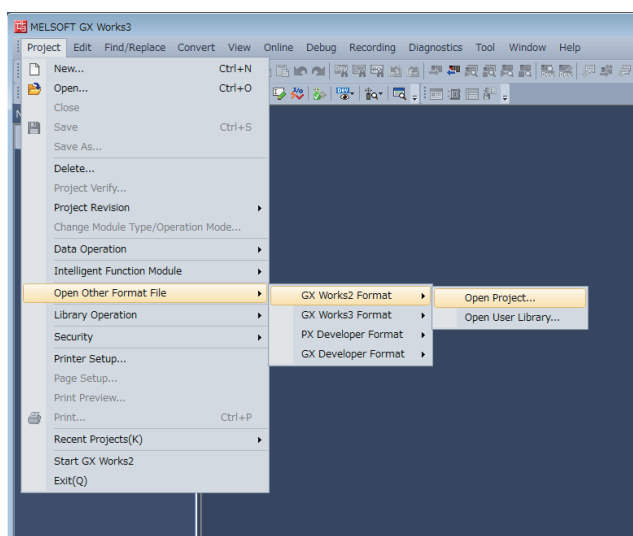 MELSOFT GX Works3
Project Edit Find/Replace Convert View Online Debug Recording Diagnostics Tool Window Help
New... Ctrl+N
Open... Ctrl+O
Close
Save Ctrl+S
Save As...
Delete...
Project Verify...
Project Revision
Change Module Type/Operation Mode...
Data Operation
Intelligent Function Module
Open Other Format File GX Works2 Format Open Project...
Library Operation GX Works3 Format Open User Library...
Security PX Developer Format
Printer Setup... GX Developer Format
Page Setup...
Print Preview...
Print... Ctrl+P
Recent Projects(K)
Start GX Works2
Exit(Q)